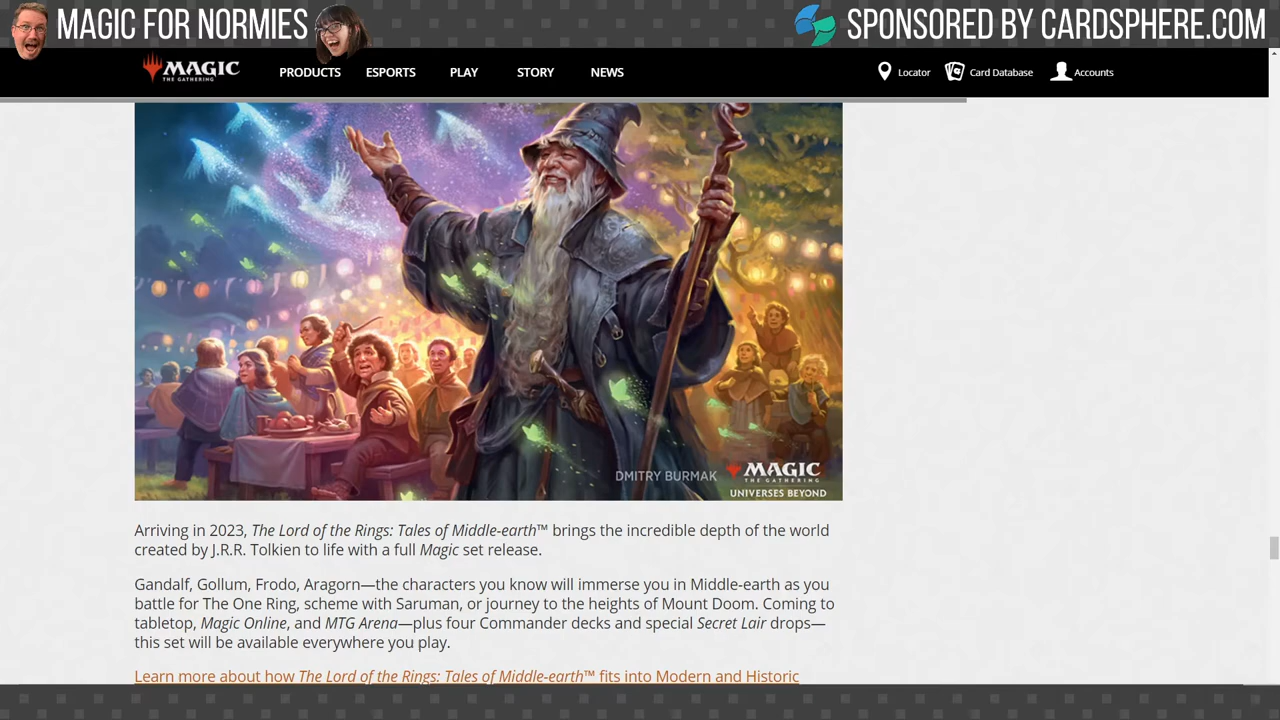 MAGIC FOR NORMIES
SPONSORED BY CARDSPHERE.COM
MAGIC
THE GATHERING
PRODUCTS ESPORTS PLAY STORY NEWS
Locator Card Database Accounts
DMITRY BURMAK
MAGIC
THE GATHERING
UNIVERSES BEYOND
Arriving in 2023, The Lord of the Rings: Tales of Middle-earth™ brings the incredible depth of the world
created by J.R.R. Tolkien to life with a full Magic set release.
Gandalf, Gollum, Frodo, Aragorn—the characters you know will immerse you in Middle-earth as you
battle for The One Ring, scheme with Saruman, or journey to the heights of Mount Doom. Coming to
tabletop, Magic Online, and MTG Arena—plus four Commander decks and special Secret Lair drops—
this set will be available everywhere you play.
Learn more about how The Lord of the Rings: Tales of Middle-earth™ fits into Modern and Historic